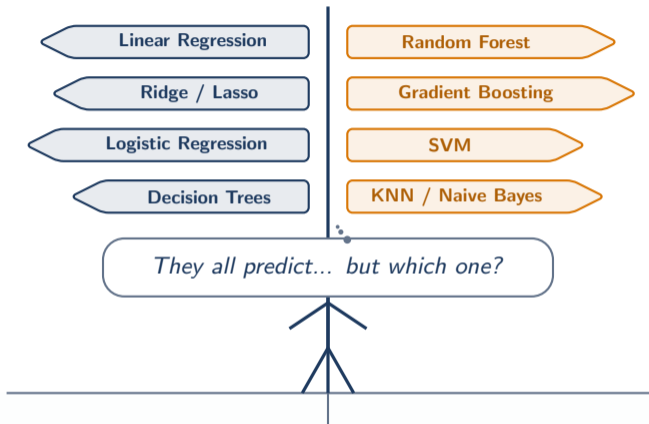 Linear Regression
Random Forest
Ridge / Lasso
Gradient Boosting
Logistic Regression
SVM
Decision Trees
KNN / Naive Bayes
They all predict... but which one?